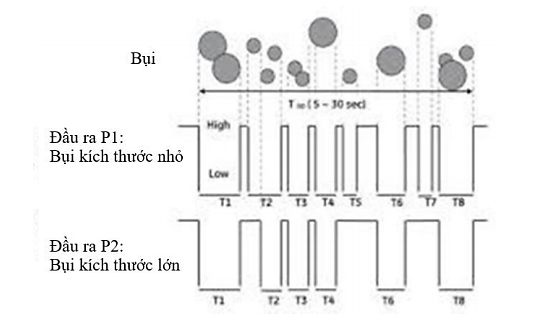 Bụi
(5 ~ 30 sec)
Đầu ra P1:
Bụi kích thước nhỏ
High
Low
T1 T2 T3 T4 T5 T6 T7 T8
Đầu ra P2:
Bụi kích thước lớn
T1 T2 T3 T4 T6 T8